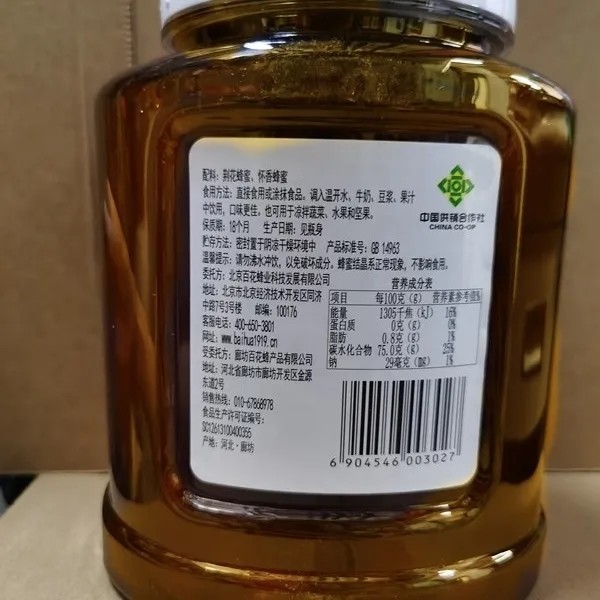 配料：荆花蜂蜜、怀香蜂蜜
食用方法：直接食用或涂抹食品。调入温开水、牛奶、豆浆、果汁
中饮用，口味更佳。也可用于凉拌蔬菜、水果和坚果。
保质期：18个月　生产日期：见瓶身
贮存方法：密封置于阴凉干燥环境中　产品标准号：GB 14963
温馨提示：请勿沸水冲饮，以免破坏成分。蜂蜜结晶系正常现象，不影响食用。
委托方：北京百花蜂业科技发展有限公司
地址：北京市北京经济技术开发区同济
中路7号3号楼　邮编：100176
客服电话：400-650-3801
网址：www.baihua1919.cn
受委托方：廊坊百花蜂产品有限公司
地址：河北省廊坊市廊坊开发区金源
东道2号
销售热线：010-67868978
食品生产许可证编号：
SC12613100400355
产地：河北·廊坊
中国供销合作社
CHINA CO-OP
营养成分表
项目　每100克(g)　营养素参考值%
能量　1305千焦(kJ)　16%
蛋白质　0克(g)　0%
脂肪　0.8克(g)　1%
碳水化合物　75.0克(g)　25%
钠　29毫克(mg)　1%
6 904546 003027